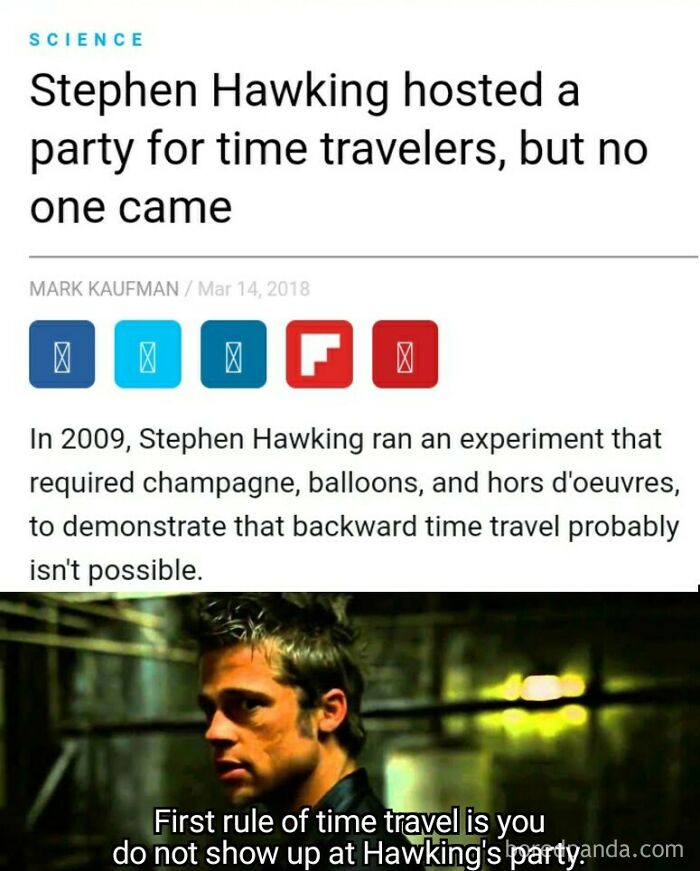 SCIENCE
Stephen Hawking hosted a
party for time travelers, but no
one came
MARK KAUFMAN / Mar 14, 2018
In 2009, Stephen Hawking ran an experiment that
required champagne, balloons, and hors d'oeuvres,
to demonstrate that backward time travel probably
isn't possible.
First rule of time travel is you
do not show up at Hawking's party.
boredpanda.com